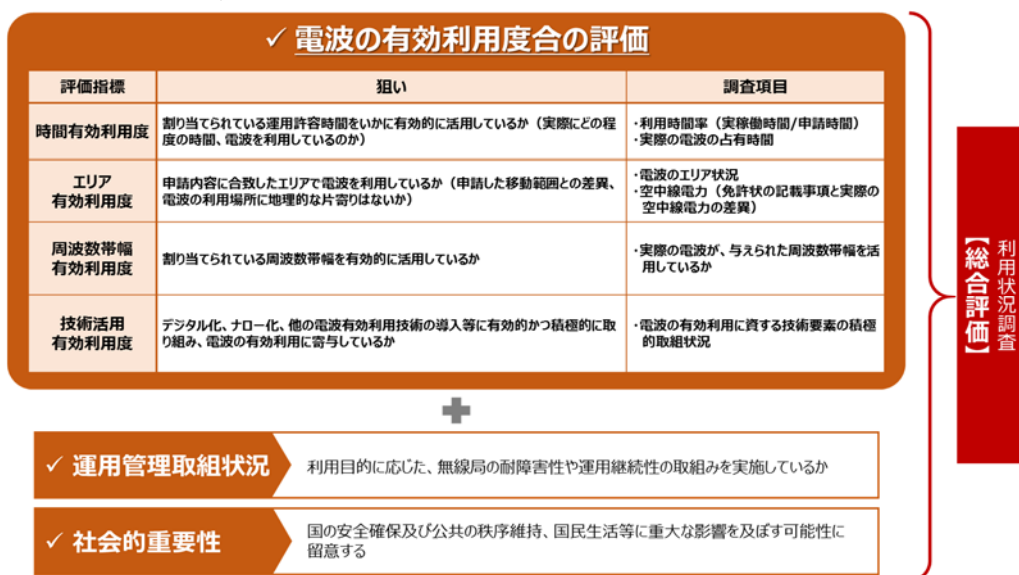 ✓ 電波の有効利用度合の評価
評価指標
狙い
調査項目
時間有効利用度
割り当てられている運用許容時間をいかに有効的に活用しているか（実際にどの程
度の時間、電波を利用しているのか）
・利用時間率（実稼働時間/申請時間）
・実際の電波の占有時間
エリア
有効利用度
申請内容に合致したエリアで電波を利用しているか（申請した移動範囲との差異、
電波の利用場所に地理的な片寄りはないか）
・電波のエリア状況
・空中線電力（免許状の記載事項と実際の
空中線電力の差異）
周波数帯幅
有効利用度
割り当てられている周波数帯幅を有効的に活用しているか
・実際の電波が、与えられた周波数帯幅を活
用しているか
技術活用
有効利用度
デジタル化、ナロー化、他の電波有効利用技術の導入等に有効的かつ積極的に取
り組み、電波の有効利用に寄与しているか
・電波の有効利用に資する技術要素の積極
的取組状況
✓ 運用管理取組状況
利用目的に応じた、無線局の耐障害性や運用継続性の取組みを実施しているか
✓ 社会的重要性
国の安全確保及び公共の秩序維持、国民生活等に重大な影響を及ぼす可能性に
留意する
利用状況調査
【総合評価】